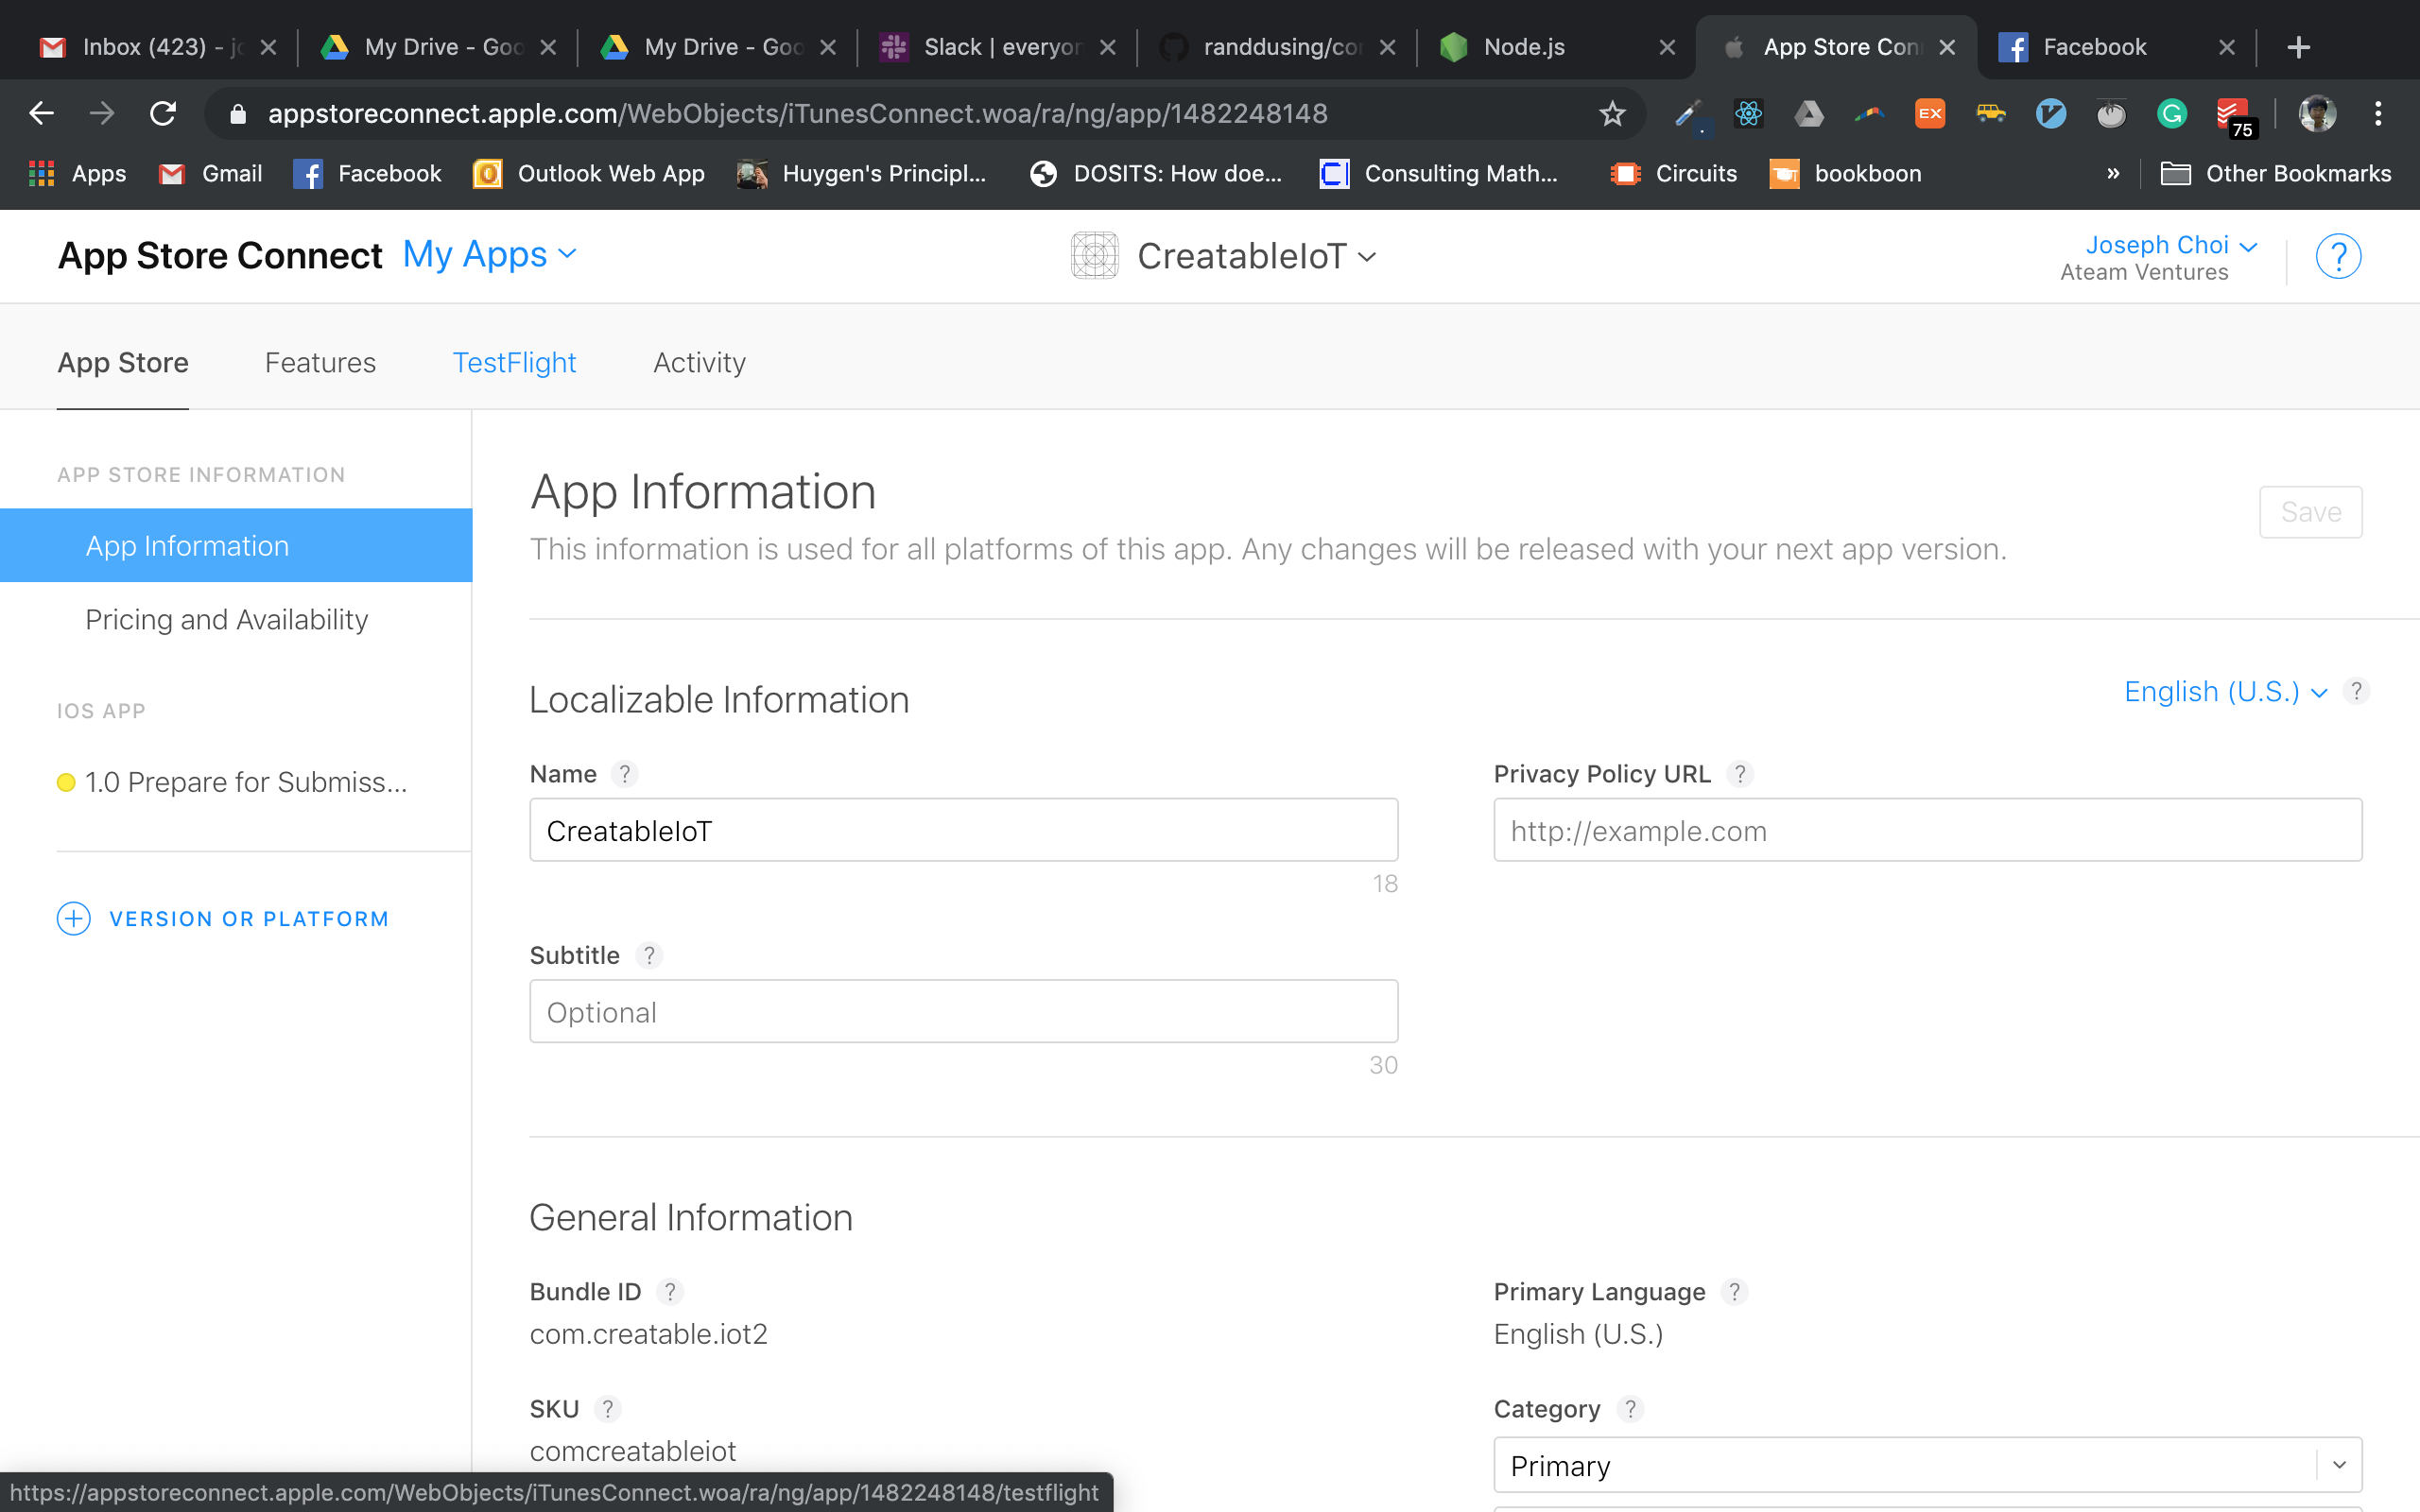 Inbox (423) - jo
My Drive - Goo
My Drive - Goo
Slack | everyon
randdusing/cor
Node.js
App Store Conn
Facebook
appstoreconnect.apple.com/WebObjects/iTunesConnect.woa/ra/ng/app/1482248148
EX
75
Apps
Gmail
Facebook
Outlook Web App
Huygen's Principl...
DOSITS: How doe...
Consulting Math...
Circuits
bookboon
»
Other Bookmarks
App Store Connect
My Apps
CreatableIoT
Joseph Choi
Ateam Ventures
?
App Store
Features
TestFlight
Activity
APP STORE INFORMATION
App Information
Pricing and Availability
IOS APP
1.0 Prepare for Submiss...
VERSION OR PLATFORM
App Information
Save
This information is used for all platforms of this app. Any changes will be released with your next app version.
Localizable Information
English (U.S.) ?
Name ?
CreatableIoT
18
Privacy Policy URL ?
http://example.com
Subtitle ?
Optional
30
General Information
Bundle ID ?
com.creatable.iot2
Primary Language ?
English (U.S.)
SKU ?
comcreatableiot
Category ?
Primary
https://appstoreconnect.apple.com/WebObjects/iTunesConnect.woa/ra/ng/app/1482248148/testflight